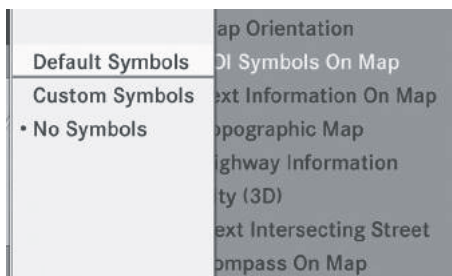 ap Orientation
Default Symbols
OI Symbols On Map
Custom Symbols
ext Information On Map
• No Symbols
opographic Map
ighway Information
ty (3D)
ext Intersecting Street
ompass On Map